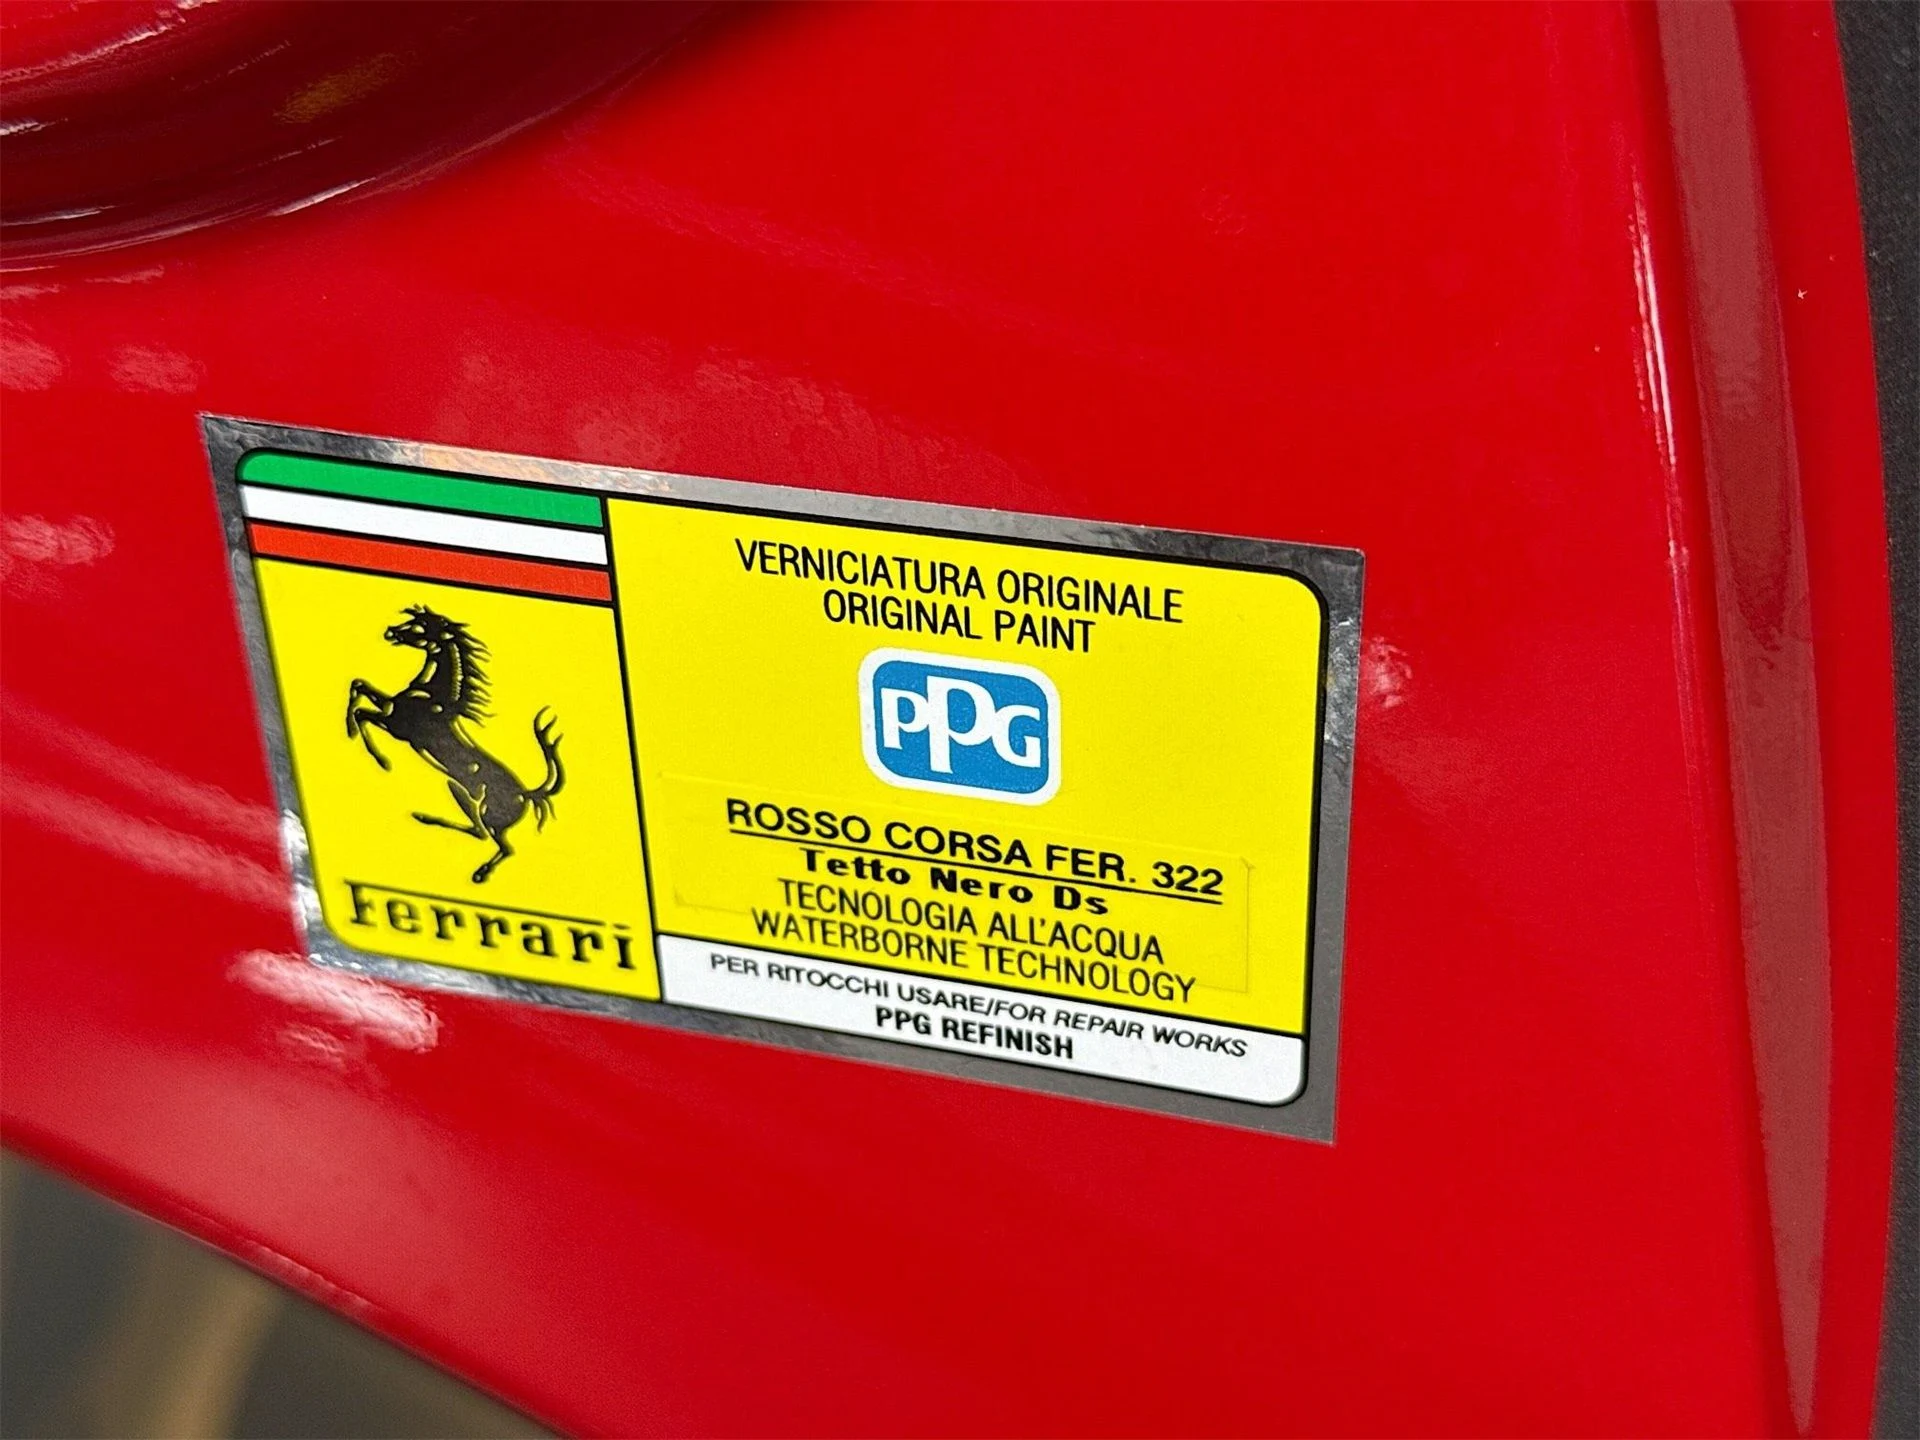 VERNICIATURA ORIGINALE
ORIGINAL PAINT
PPG
ROSSO CORSA FER. 322
Tetto Nero Ds
TECNOLOGIA ALL'ACQUA
WATERBORNE TECHNOLOGY
Ferrari
PER RITOCCHI USARE/FOR REPAIR WORKS
PPG REFINISH